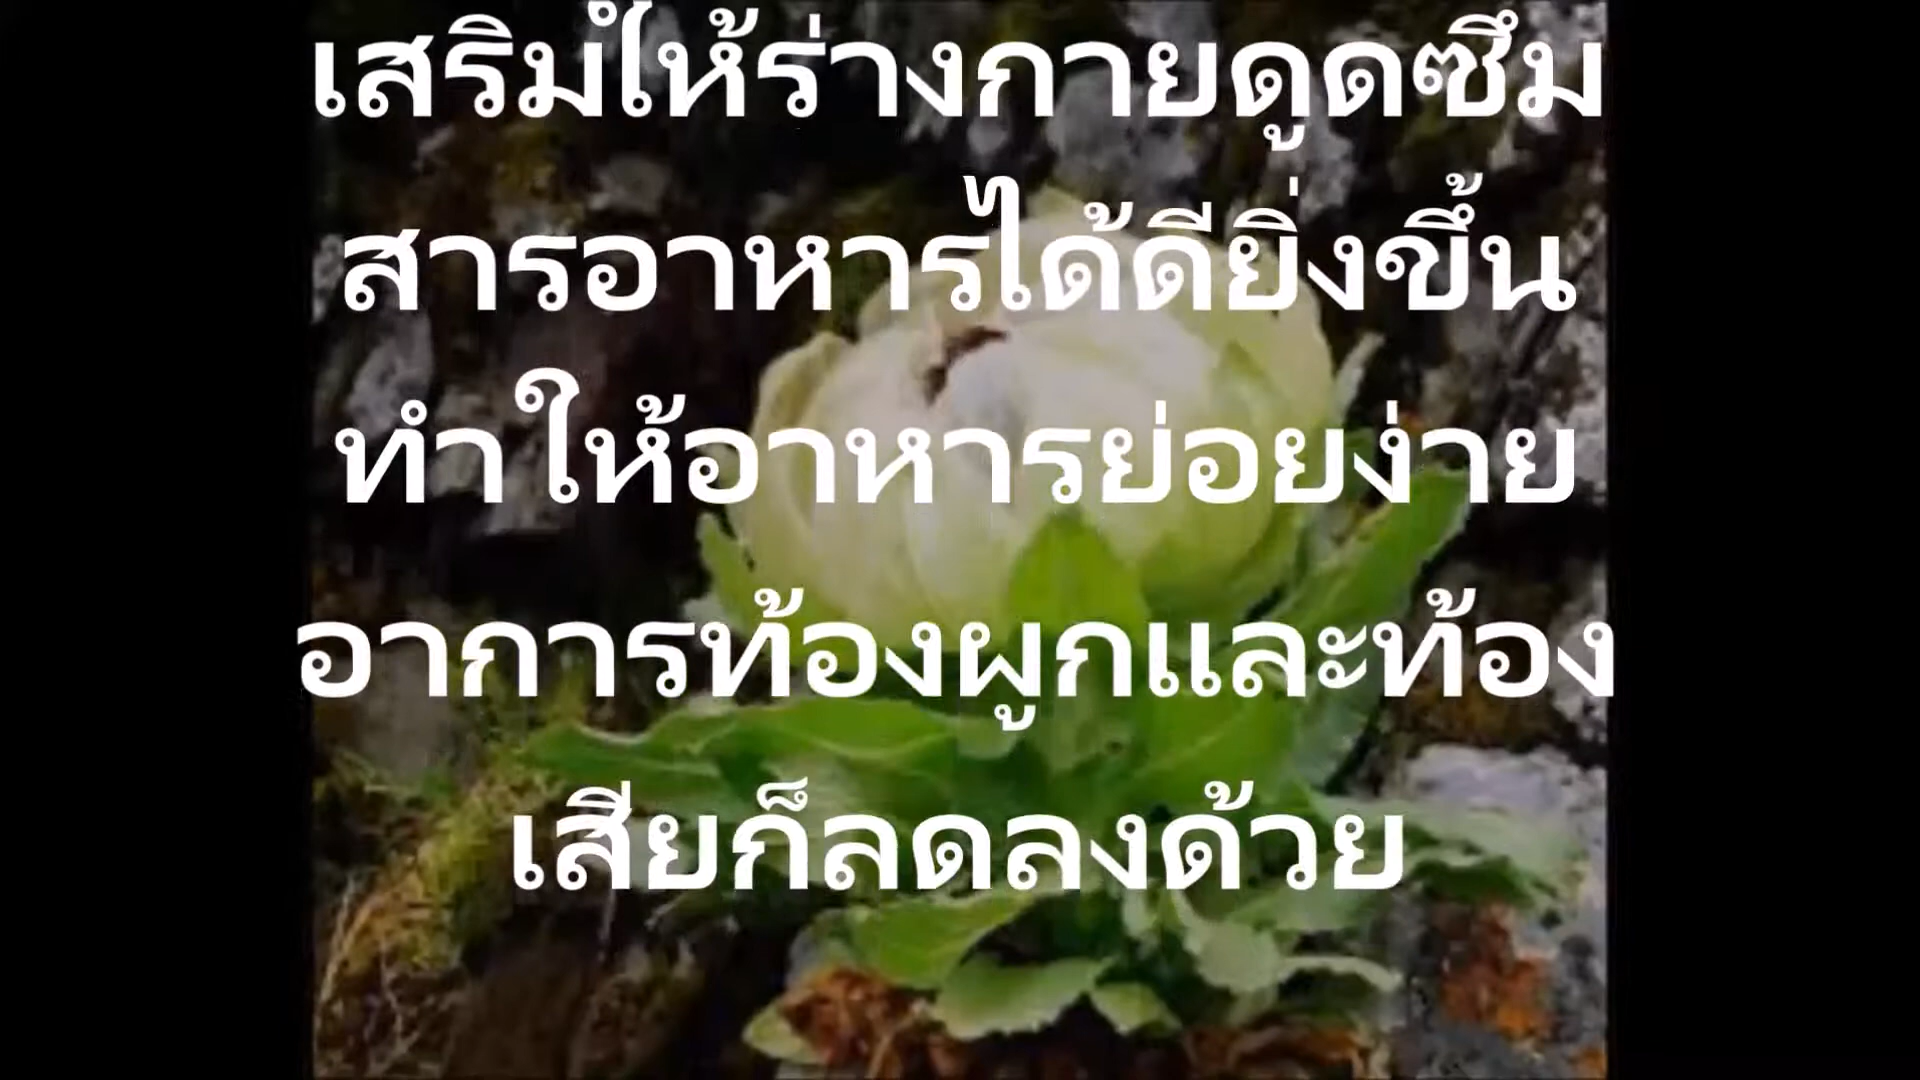 เสริมให้ร่างกายดูดซึม
สารอาหารได้ดียิ่งขึ้น
ทำให้อาหารย่อยง่าย
อาการท้องผูกและท้อง
เสียก็ลดลงด้วย